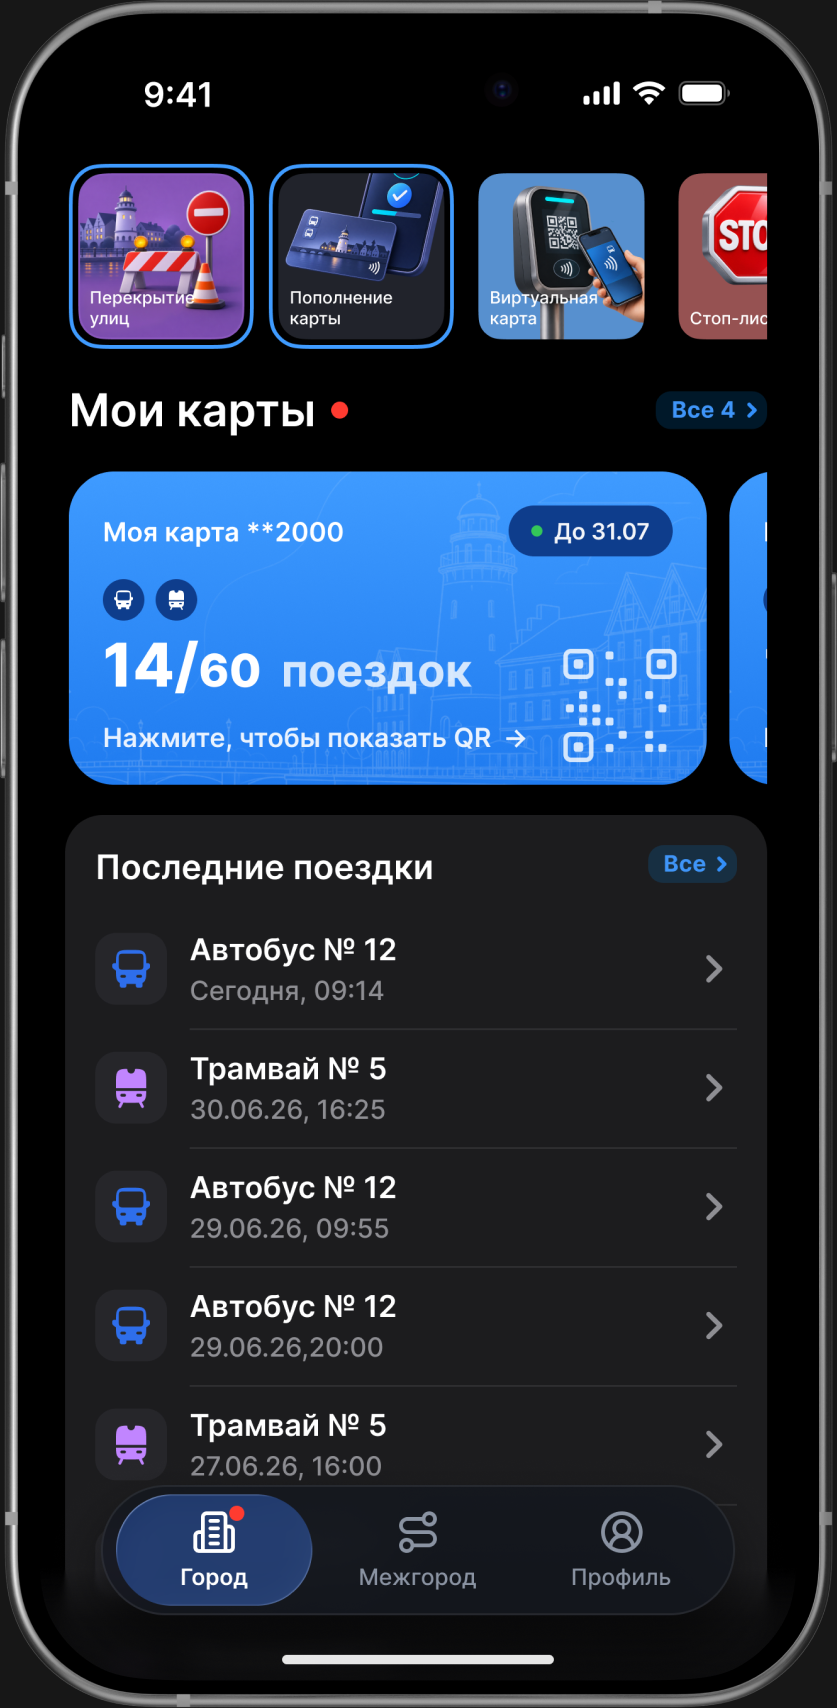 9:41
Перекрытие
улиц
Пополнение
карты
Виртуальная
карта
STO
Стоп-лис
Мои карты
Все 4
Моя карта **2000
До 31.07
14/60 поездок
Нажмите, чтобы показать QR →
Последние поездки
Все
Автобус № 12
Сегодня, 09:14
Трамвай № 5
30.06.26, 16:25
Автобус № 12
29.06.26, 09:55
Автобус № 12
29.06.26,20:00
Трамвай № 5
27.06.26, 16:00
Город
Межгород
Профиль